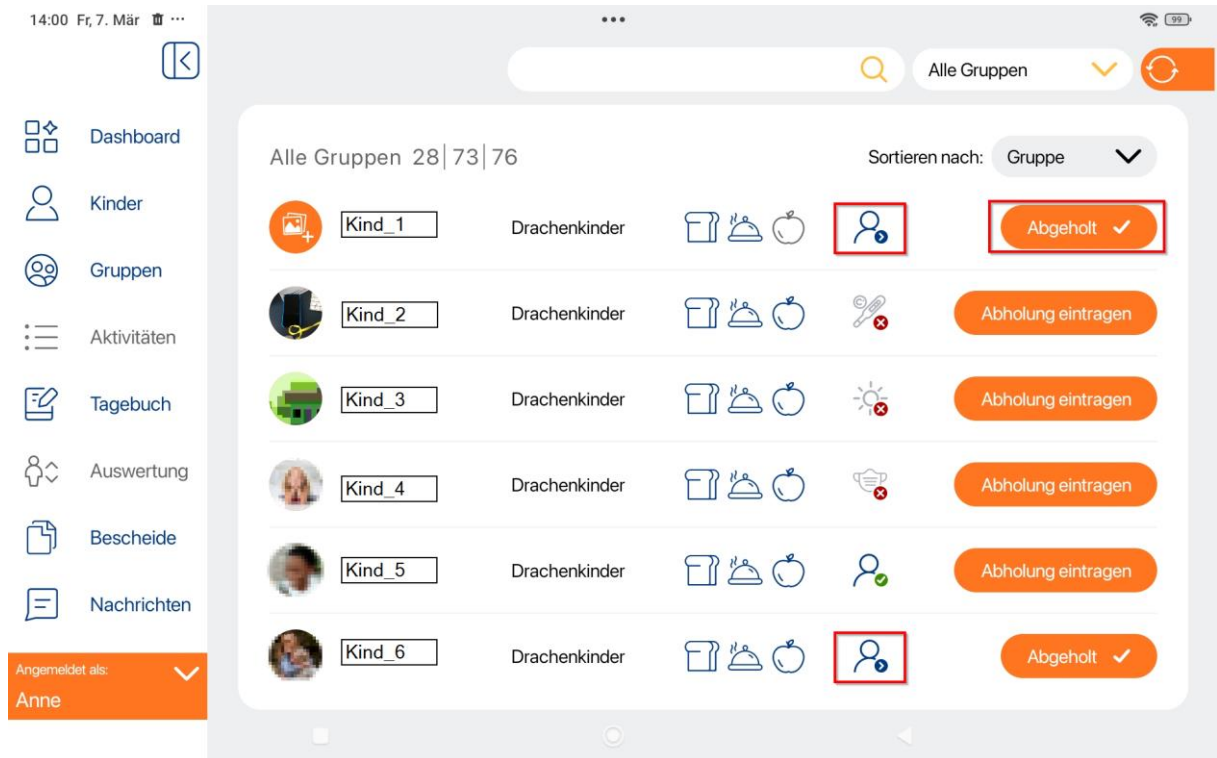 14:00 Fr, 7. Mär ··· 99
Alle Gruppen
Dashboard
Kinder
Gruppen
Aktivitäten
Tagebuch
Auswertung
Bescheide
Nachrichten
Angemeldet als:
Anne
Alle Gruppen 28|73|76 Sortieren nach: Gruppe
Kind_1 Drachenkinder Abgeholt
Kind_2 Drachenkinder Abholung eintragen
Kind_3 Drachenkinder Abholung eintragen
Kind_4 Drachenkinder Abholung eintragen
Kind_5 Drachenkinder Abholung eintragen
Kind_6 Drachenkinder Abgeholt